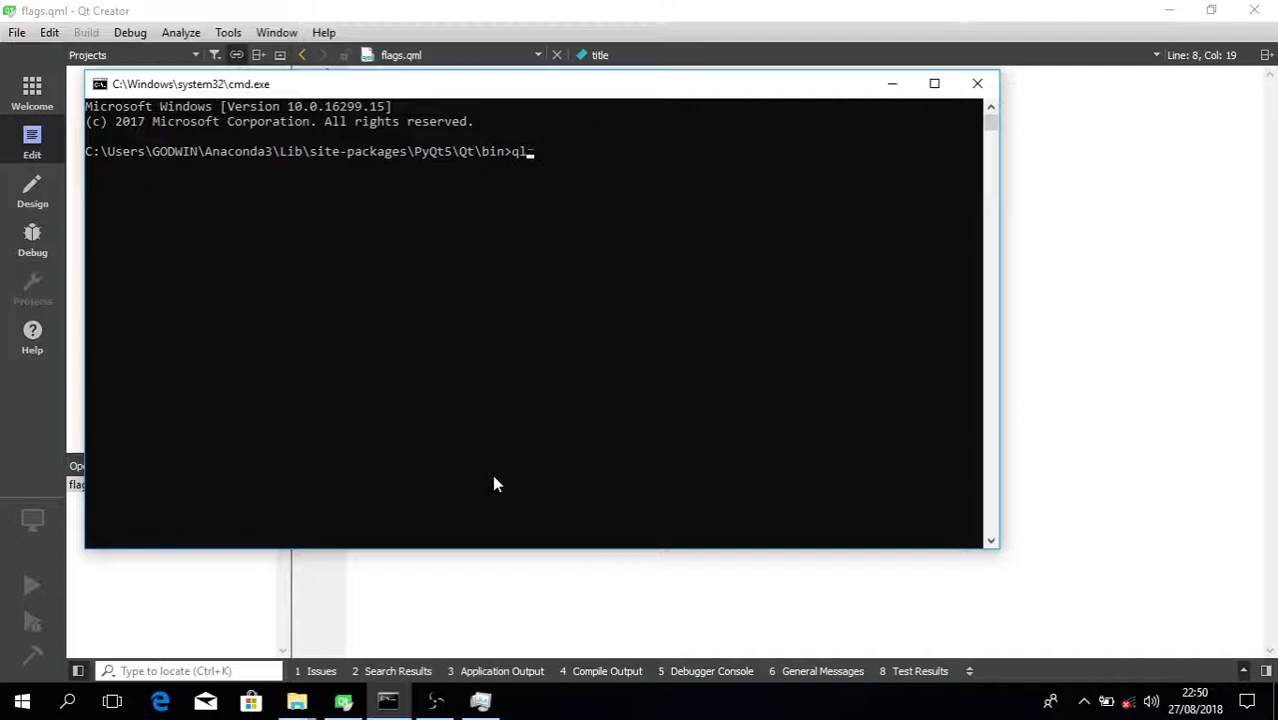 flags.qml - Qt Creator
File Edit Build Debug Analyze Tools Window Help
Projects flags.qml title Line: 8, Col: 19
Welcome
Edit
Design
Debug
Projects
Help
C:\Windows\system32\cmd.exe
Microsoft Windows [Version 10.0.16299.15]
(c) 2017 Microsoft Corporation. All rights reserved.
C:\Users\GODWIN\Anaconda3\Lib\site-packages\PyQt5\Qt\bin>ql
Type to locate (Ctrl+K) 1 Issues 2 Search Results 3 Application Output 4 Compile Output 5 Debugger Console 6 General Messages 8 Test Results
22:50
27/08/2018